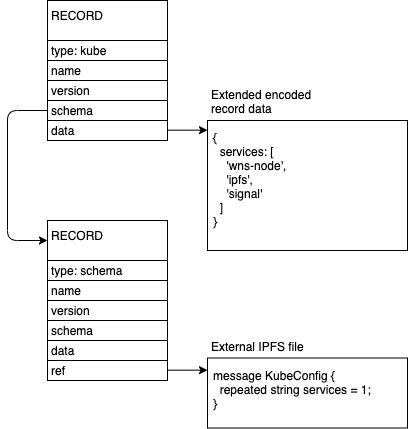 RECORD
type: kube
name
version
schema
data
Extended encoded
record data
{
services: [
'wns-node',
'ipfs',
'signal'
]
}
RECORD
type: schema
name
version
schema
data
ref
External IPFS file
message KubeConfig {
repeated string services = 1;
}